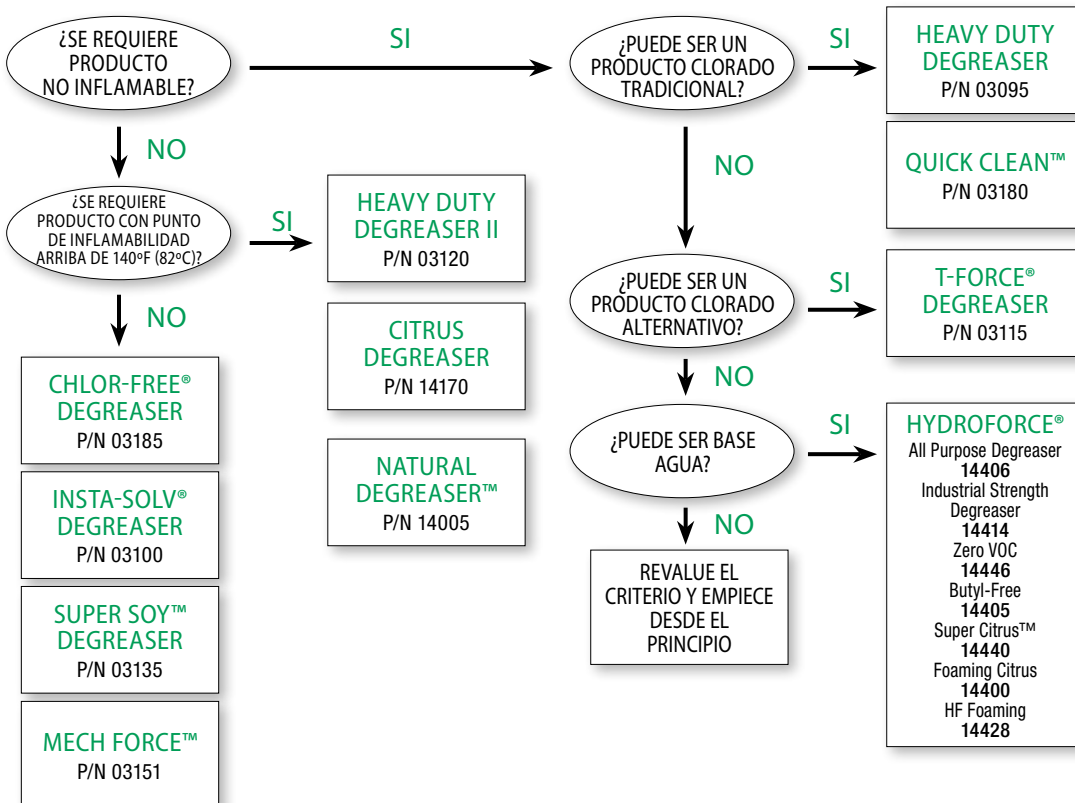 ¿SE REQUIERE
PRODUCTO
NO INFLAMABLE?
SI
¿PUEDE SER UN
PRODUCTO CLORADO
TRADICIONAL?
SI
HEAVY DUTY
DEGREASER
P/N 03095
QUICK CLEAN™
P/N 03180
NO
NO
¿SE REQUIERE
PRODUCTO CON PUNTO
DE INFLAMABILIDAD
ARRIBA DE 140ºF (82ºC)?
SI
HEAVY DUTY
DEGREASER II
P/N 03120
CITRUS
DEGREASER
P/N 14170
NATURAL
DEGREASER™
P/N 14005
NO
CHLOR-FREE®
DEGREASER
P/N 03185
INSTA-SOLV®
DEGREASER
P/N 03100
SUPER SOY™
DEGREASER
P/N 03135
MECH FORCE™
P/N 03151
¿PUEDE SER UN
PRODUCTO CLORADO
ALTERNATIVO?
SI
T-FORCE®
DEGREASER
P/N 03115
NO
¿PUEDE SER BASE
AGUA?
SI
HYDROFORCE®
All Purpose Degreaser
14406
Industrial Strength
Degreaser
14414
Zero VOC
14446
Butyl-Free
14405
Super Citrus™
14440
Foaming Citrus
14400
HF Foaming
14428
NO
REVALUE EL
CRITERIO Y EMPIECE
DESDE EL
PRINCIPIO